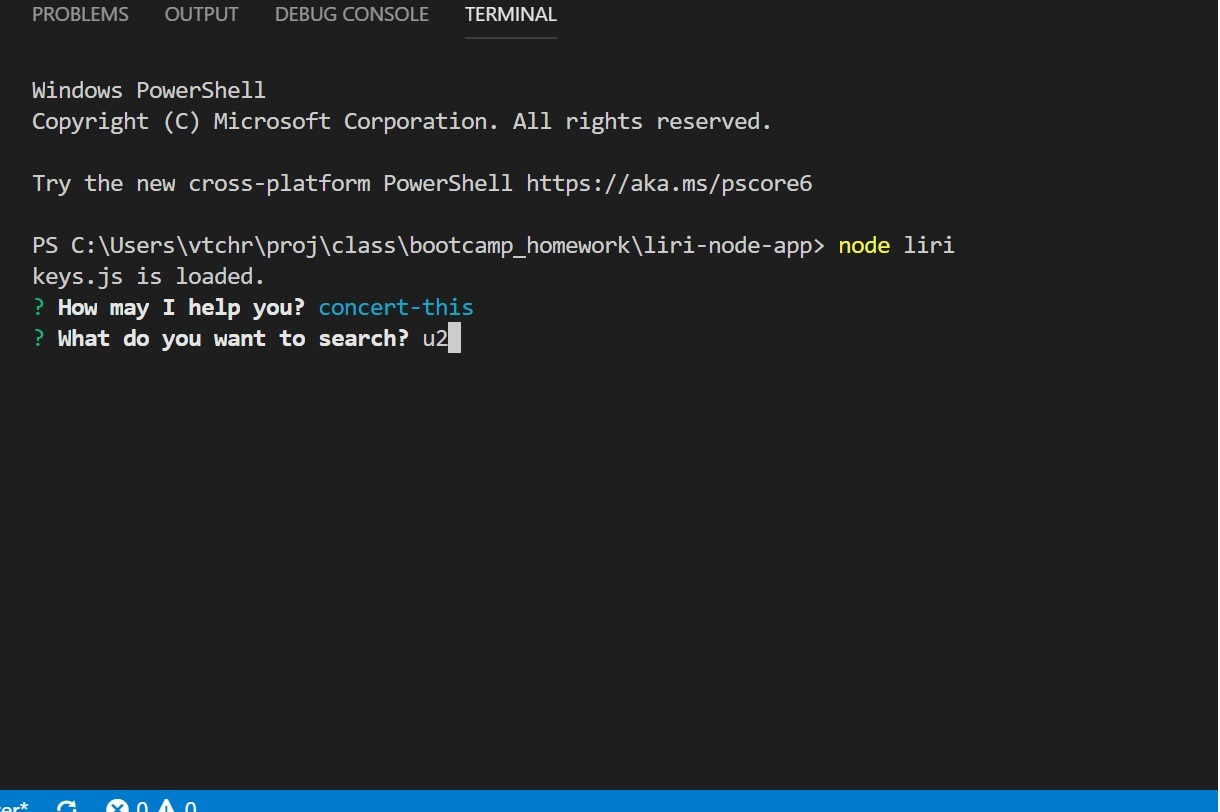 PROBLEMS OUTPUT DEBUG CONSOLE TERMINAL
Windows PowerShell
Copyright (C) Microsoft Corporation. All rights reserved.
Try the new cross-platform PowerShell https://aka.ms/pscore6
PS C:\Users\vtchr\proj\class\bootcamp_homework\liri-node-app> node liri
keys.js is loaded.
? How may I help you? concert-this
? What do you want to search? u2
0 0